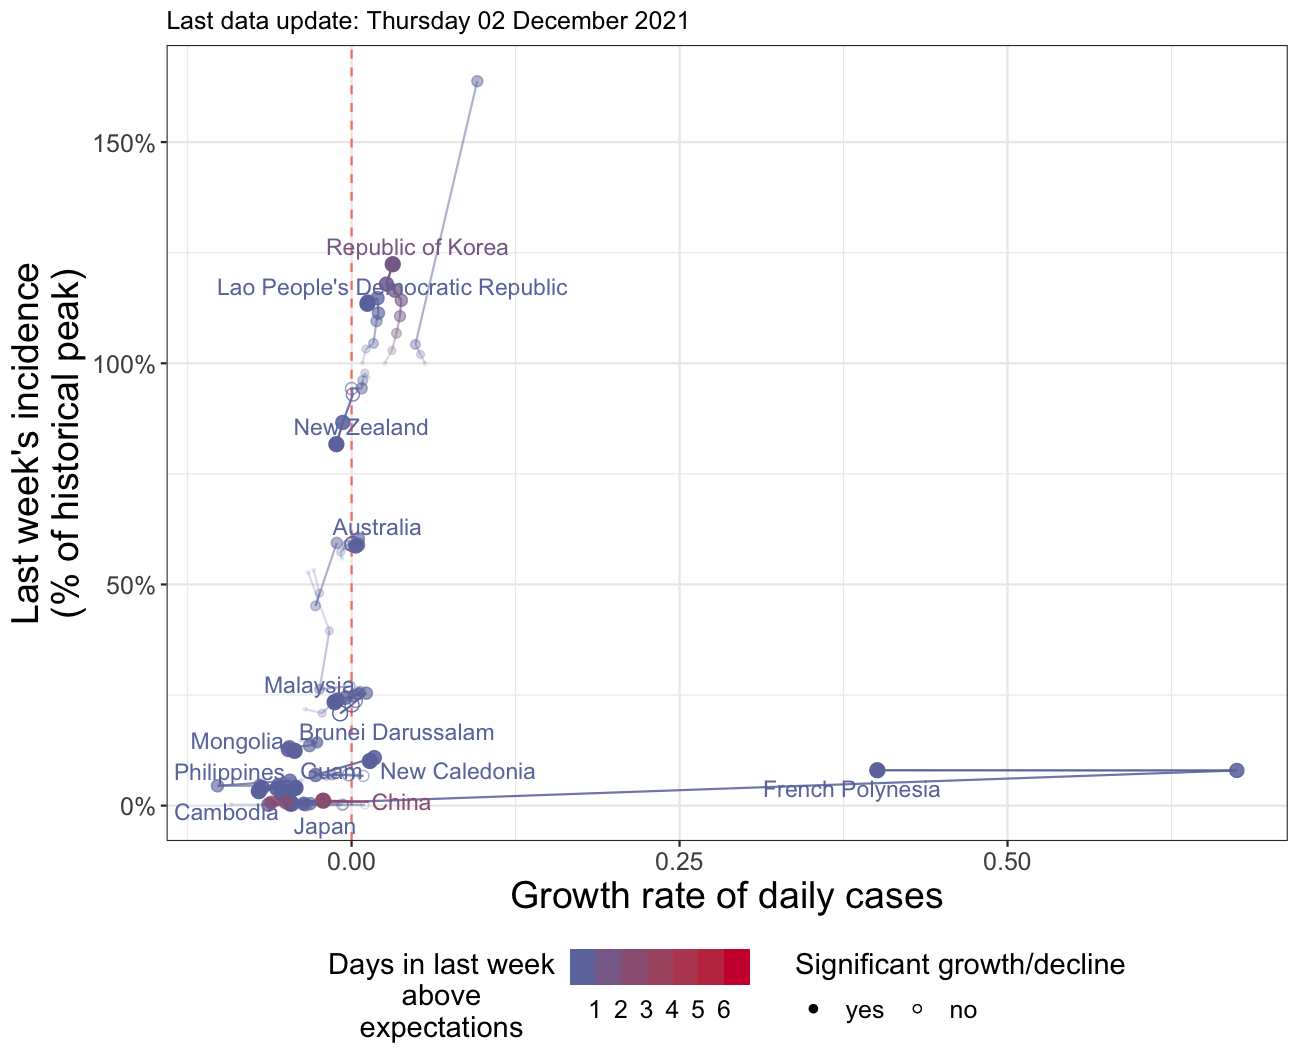 Last data update: Thursday 02 December 2021
Last week's incidence
(% of historical peak)
150%
100%
50%
0%
Republic of Korea
Lao People's Democratic Republic
New Zealand
Australia
Malaysia
Brunei Darussalam
Mongolia
Philippines
Guam
New Caledonia
French Polynesia
Cambodia
China
Japan
0.00
0.25
0.50
Growth rate of daily cases
Days in last week
above
expectations
1 2 3 4 5 6
Significant growth/decline
yes
no